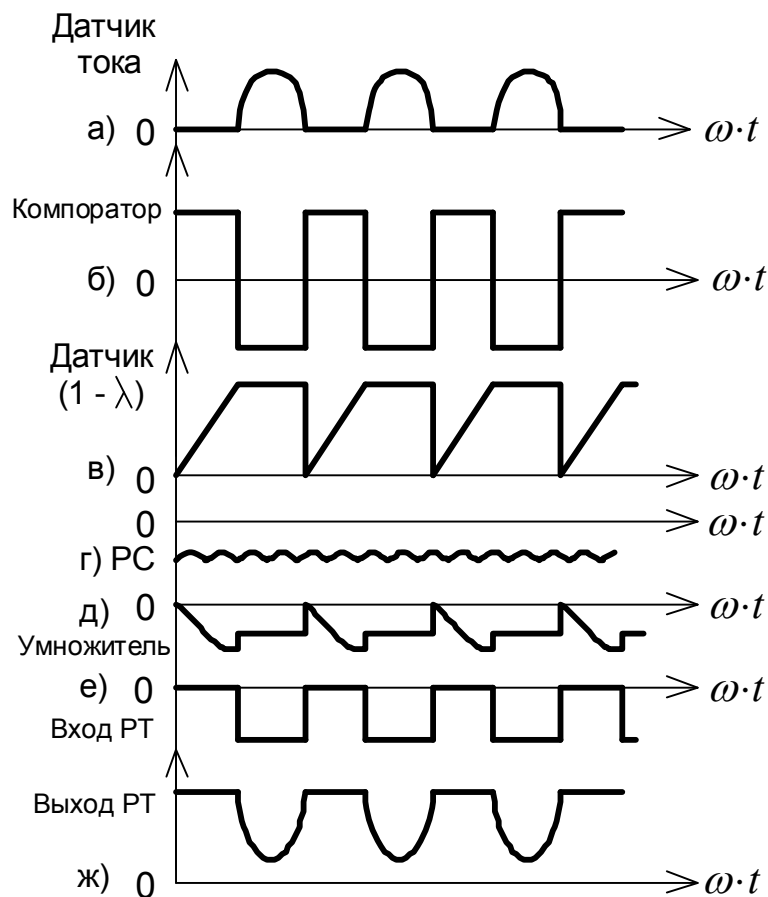 Датчик
тока
а) 0 ω·t
Компоратор
б) 0 ω·t
Датчик
(1 - λ)
в) 0 ω·t
0 ω·t
г) РС
д) 0 ω·t
Умножитель
е) 0 ω·t
Вход РТ
Выход РТ
ж) 0 ω·t